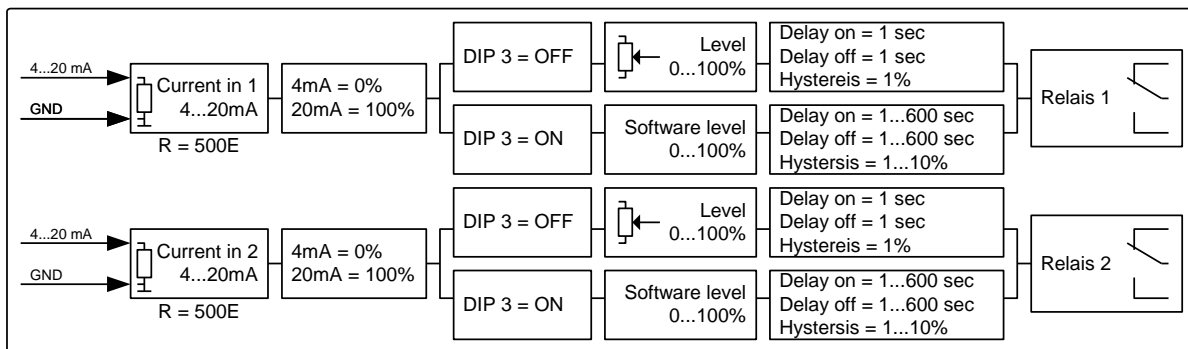 4...20 mA
GND
Current in 1
4...20mA
R = 500E
4mA = 0%
20mA = 100%
DIP 3 = OFF
Level
0...100%
Delay on = 1 sec
Delay off = 1 sec
Hystereis = 1%
DIP 3 = ON
Software level
0...100%
Delay on = 1...600 sec
Delay off = 1...600 sec
Hystersis = 1...10%
Relais 1
4...20 mA
GND
Current in 2
4...20mA
R = 500E
4mA = 0%
20mA = 100%
DIP 3 = OFF
Level
0...100%
Delay on = 1 sec
Delay off = 1 sec
Hystereis = 1%
DIP 3 = ON
Software level
0...100%
Delay on = 1...600 sec
Delay off = 1...600 sec
Hystersis = 1...10%
Relais 2